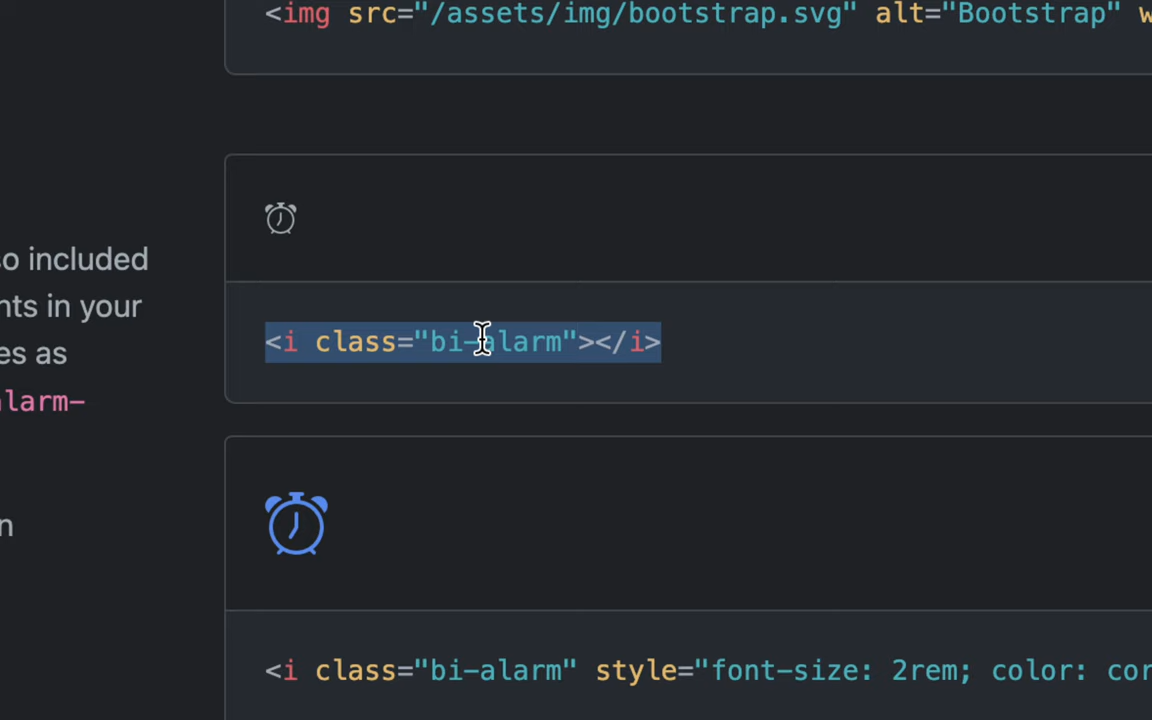 <img src="/assets/img/bootstrap.svg" alt="Bootstrap"
so included
nts in your
es as
alarm-
n
<i class="bi-alarm"></i>
<i class="bi-alarm" style="font-size: 2rem; color: cor